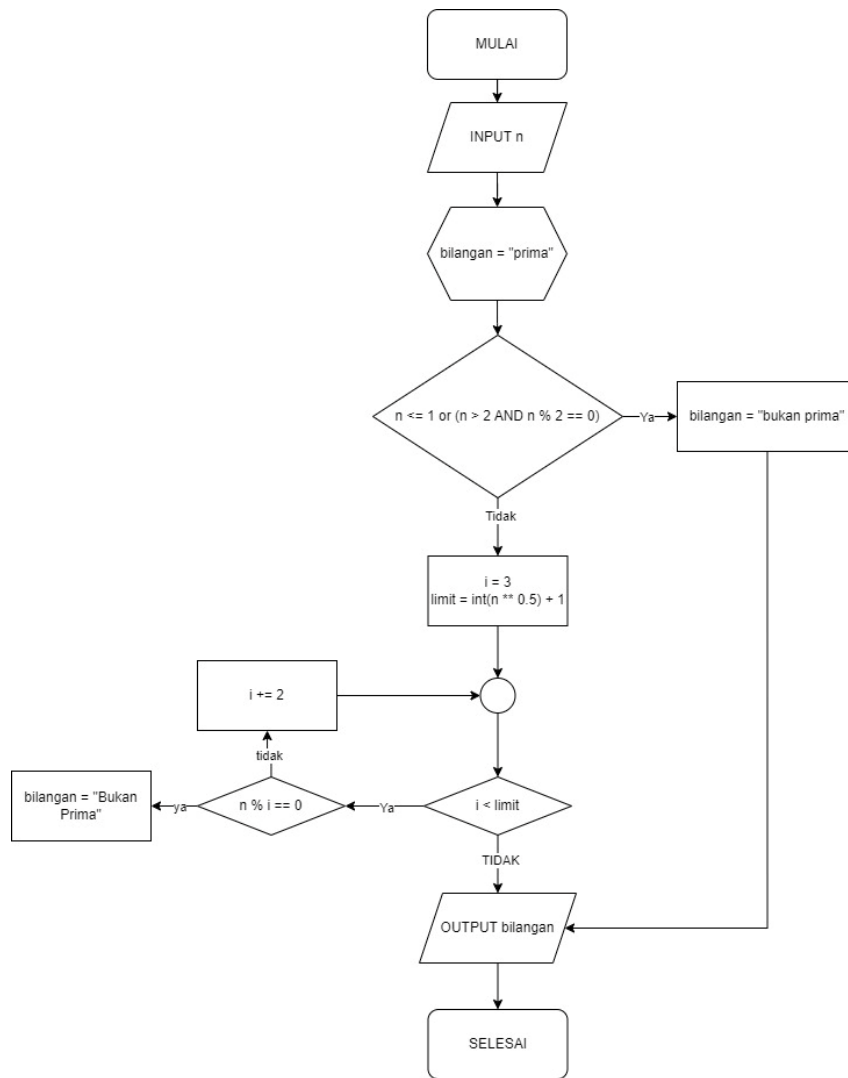 MULAI
INPUT n
bilangan = "prima"
n <= 1 or (n > 2 AND n % 2 == 0)
Ya
bilangan = "bukan prima"
Tidak
i = 3
limit = int(n ** 0.5) + 1
i += 2
tidak
bilangan = "Bukan
Prima"
ya
n % i == 0
Ya
i < limit
TIDAK
OUTPUT bilangan
SELESAI